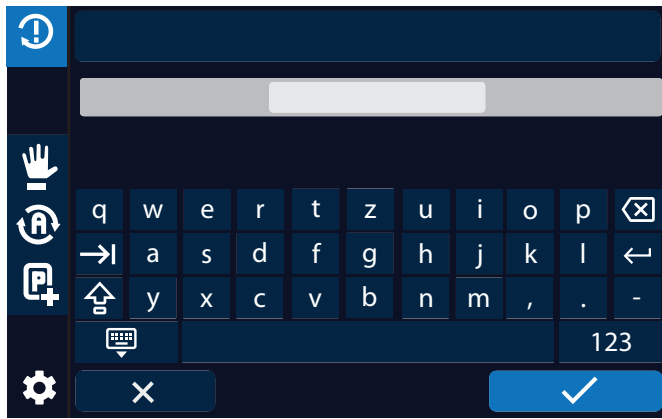 !
A
P
q w e r t z u i o p
a s d f g h j k l
y x c v b n m , . -
123